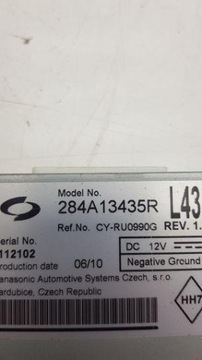 Model No.
284A13435R L43
Ref.No. CY-RU0990G REV. 1.
erial No.
112102
DC 12V
roduction date 06/10
Negative Ground
anasonic Automotive Systems Czech, s.r.o.
ardubice, Czech Republic
HH7